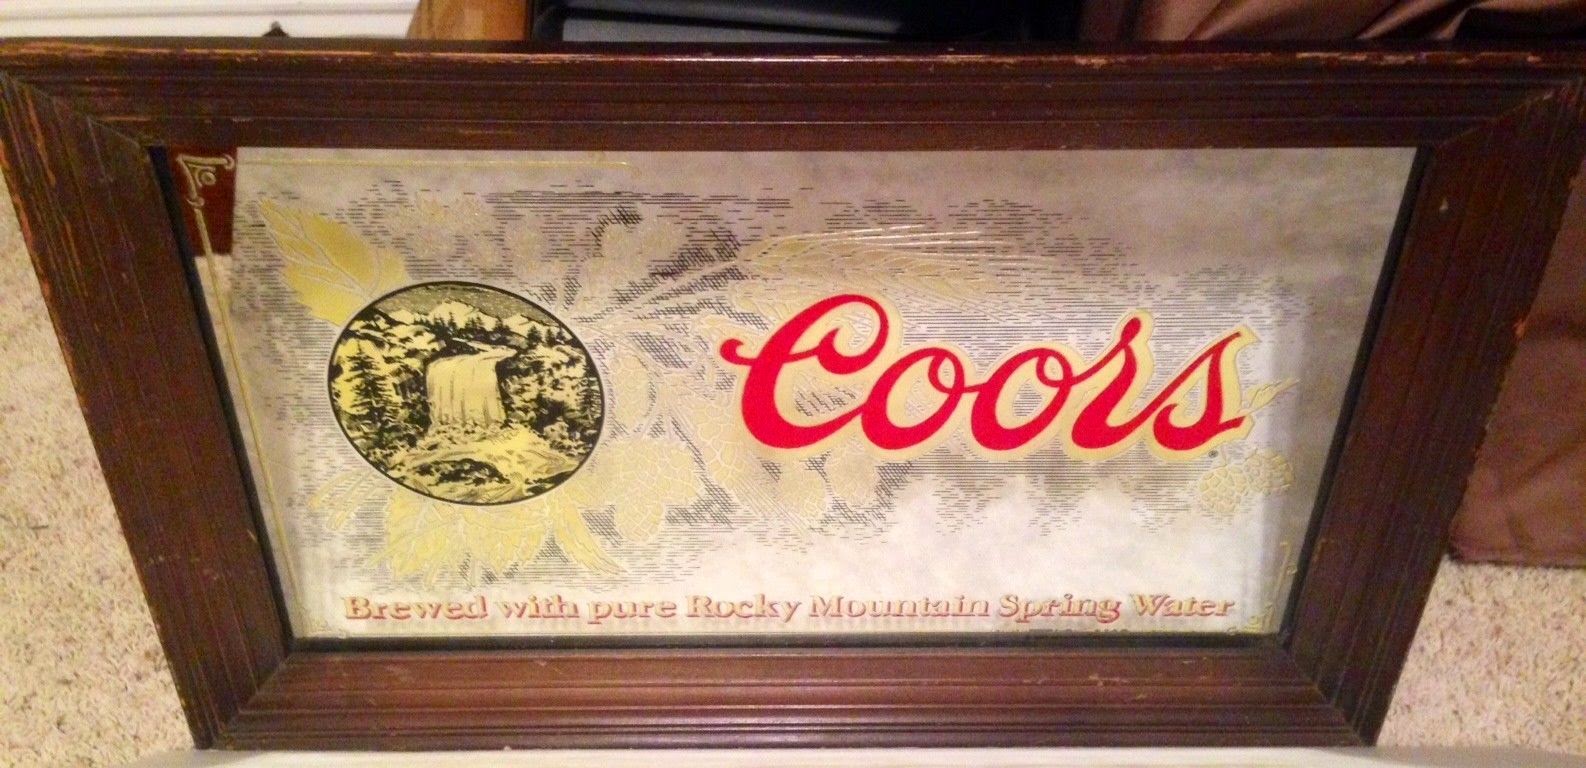 Coors®
Brewed with pure Rocky Mountain Spring Water